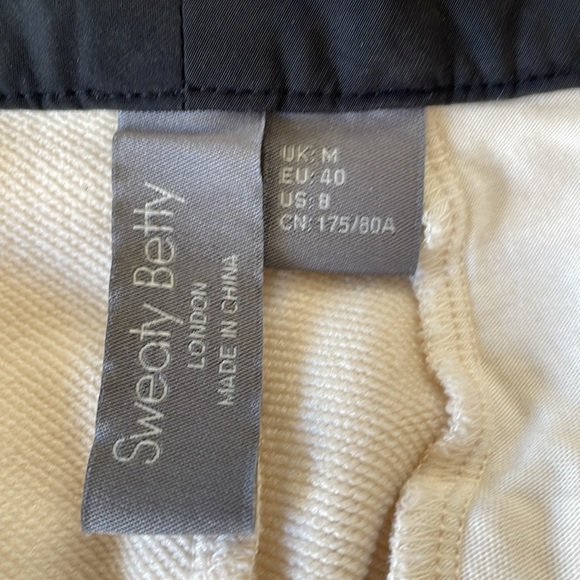 Sweaty Betty
LONDON
MADE IN CHINA
UK: M
EU: 40
US: 8
CN: 175/80A